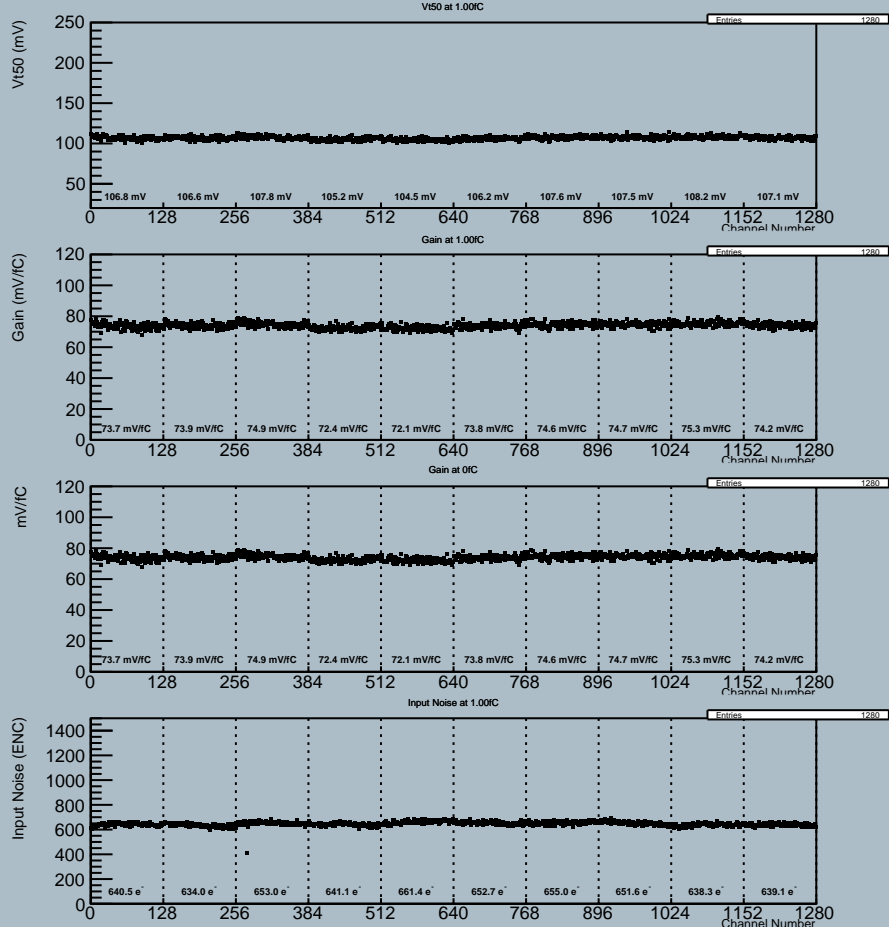 Vt50 at 1.00fC
Entries 1280
Vt50 (mV)
250
200
150
100
50
106.8 mV 106.6 mV 107.8 mV 105.2 mV 104.5 mV 106.2 mV 107.6 mV 107.5 mV 108.2 mV 107.1 mV
0 128 256 384 512 640 768 896 1024 1152 1280
Channel Number
Gain at 1.00fC
Entries 1280
Gain (mV/fC)
120
100
80
60
40
20
0
73.7 mV/fC 73.9 mV/fC 74.9 mV/fC 72.4 mV/fC 72.1 mV/fC 73.8 mV/fC 74.6 mV/fC 74.7 mV/fC 75.3 mV/fC 74.2 mV/fC
0 128 256 384 512 640 768 896 1024 1152 1280
Channel Number
Gain at 0fC
Entries 1280
mV/fC
120
100
80
60
40
20
0
73.7 mV/fC 73.9 mV/fC 74.9 mV/fC 72.4 mV/fC 72.1 mV/fC 73.8 mV/fC 74.6 mV/fC 74.7 mV/fC 75.3 mV/fC 74.2 mV/fC
0 128 256 384 512 640 768 896 1024 1152 1280
Channel Number
Input Noise at 1.00fC
Entries 1280
Input Noise (ENC)
1400
1200
1000
800
600
400
200
0
640.5 e⁻ 634.0 e⁻ 653.0 e⁻ 641.1 e⁻ 661.4 e⁻ 652.7 e⁻ 655.0 e⁻ 651.6 e⁻ 638.3 e⁻ 639.1 e⁻
0 128 256 384 512 640 768 896 1024 1152 1280
Channel Number